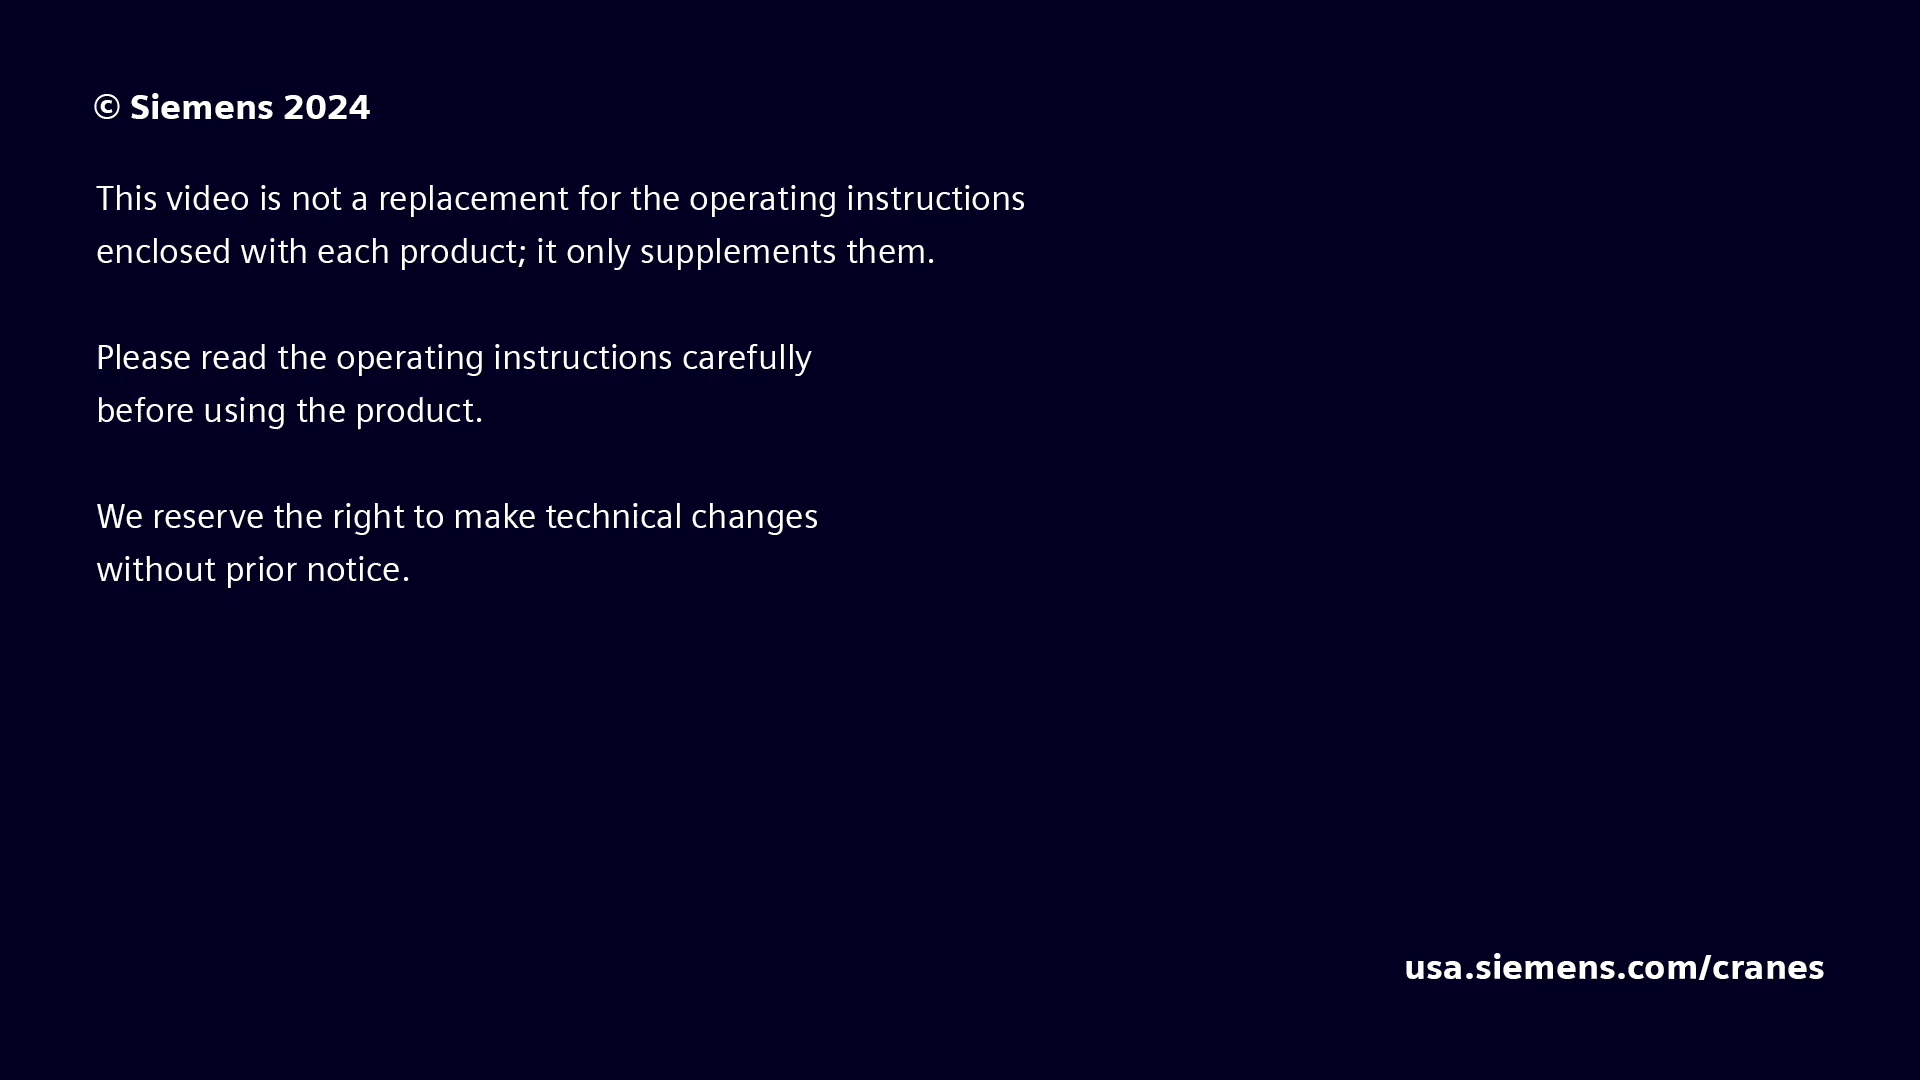 © Siemens 2024
This video is not a replacement for the operating instructions
enclosed with each product; it only supplements them.
Please read the operating instructions carefully
before using the product.
We reserve the right to make technical changes
without prior notice.
usa.siemens.com/cranes